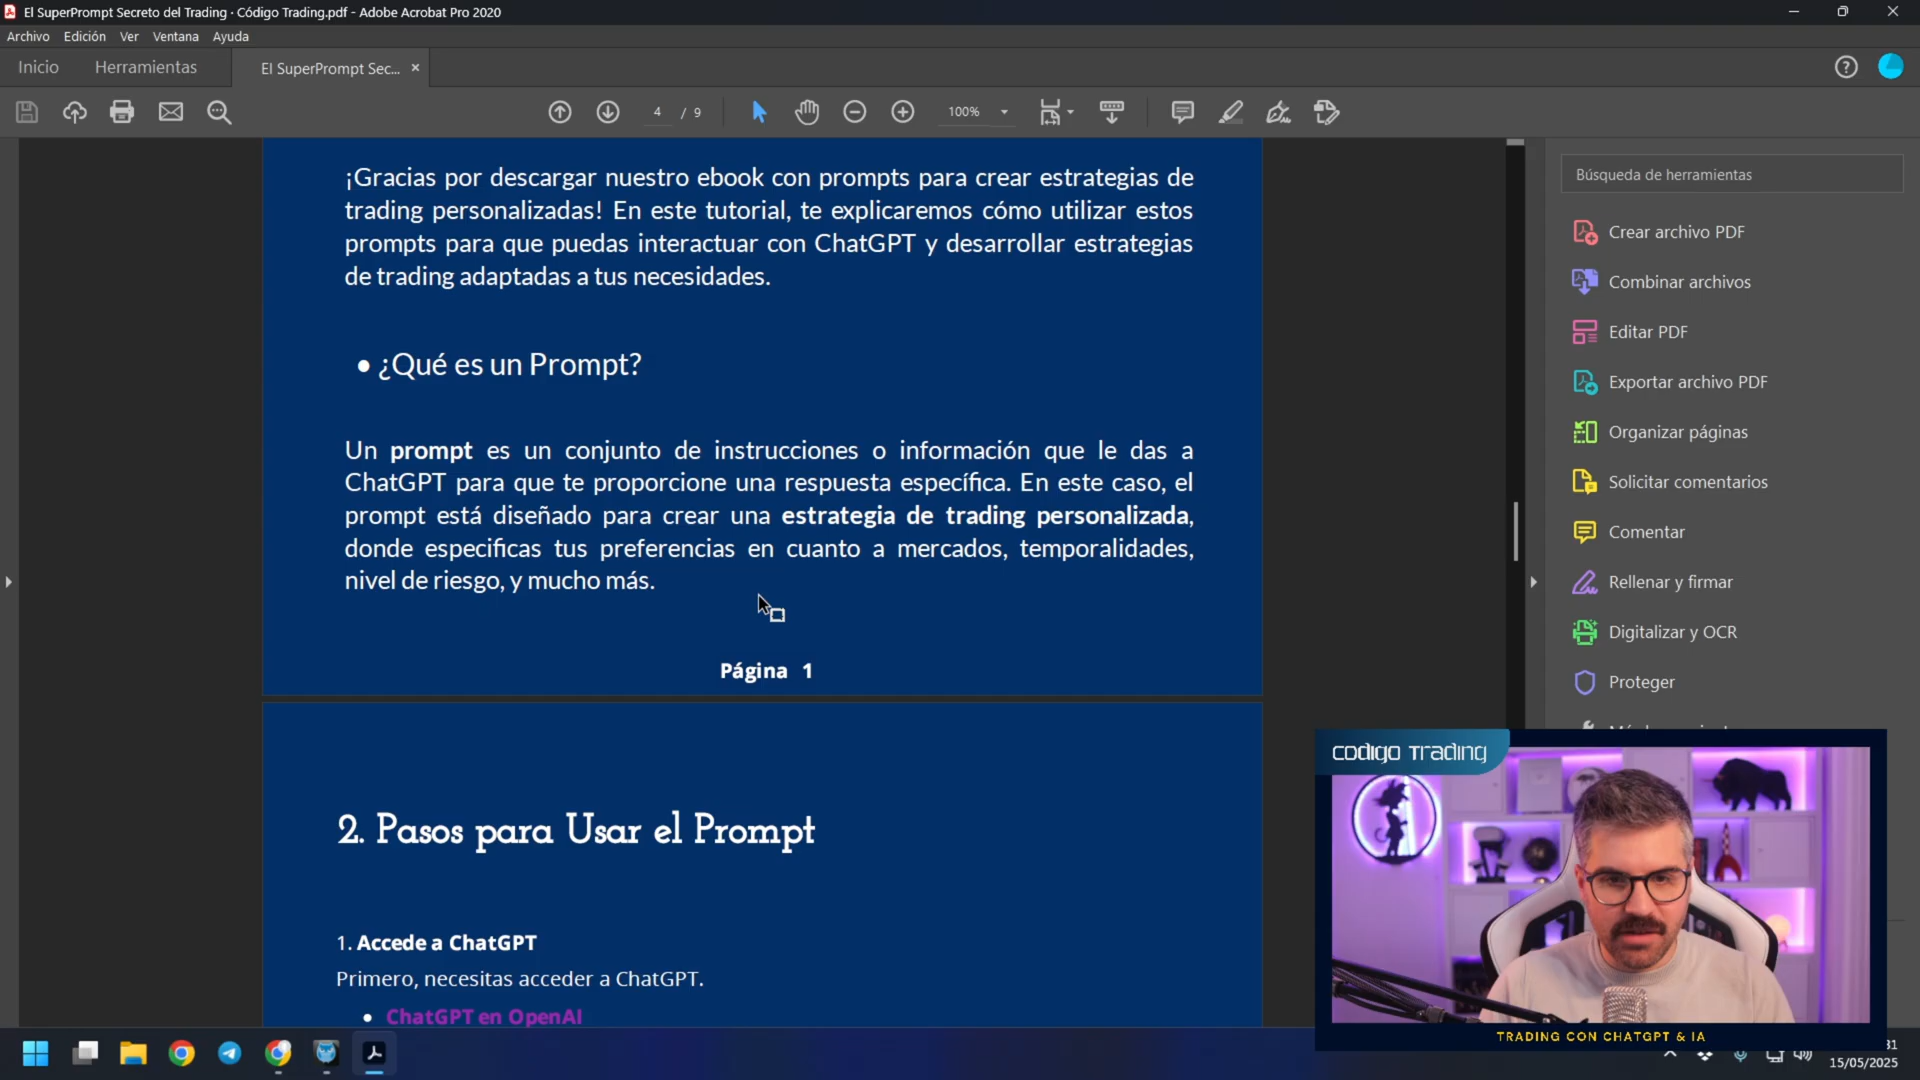 El SuperPrompt Secreto del Trading · Código Trading.pdf - Adobe Acrobat Pro 2020
Archivo Edición Ver Ventana Ayuda
Inicio Herramientas El SuperPrompt Sec... ×
4 / 9 100%
Búsqueda de herramientas
Crear archivo PDF
Combinar archivos
Editar PDF
Exportar archivo PDF
Organizar páginas
Solicitar comentarios
Comentar
Rellenar y firmar
Digitalizar y OCR
Proteger
¡Gracias por descargar nuestro ebook con prompts para crear estrategias de
trading personalizadas! En este tutorial, te explicaremos cómo utilizar estos
prompts para que puedas interactuar con ChatGPT y desarrollar estrategias
de trading adaptadas a tus necesidades.
• ¿Qué es un Prompt?
Un prompt es un conjunto de instrucciones o información que le das a
ChatGPT para que te proporcione una respuesta específica. En este caso, el
prompt está diseñado para crear una estrategia de trading personalizada,
donde especificas tus preferencias en cuanto a mercados, temporalidades,
nivel de riesgo, y mucho más.
Página 1
2. Pasos para Usar el Prompt
1. Accede a ChatGPT
Primero, necesitas acceder a ChatGPT.
• ChatGPT en OpenAI
codigo Trading
TRADING CON CHATGPT & IA
31
15/05/2025